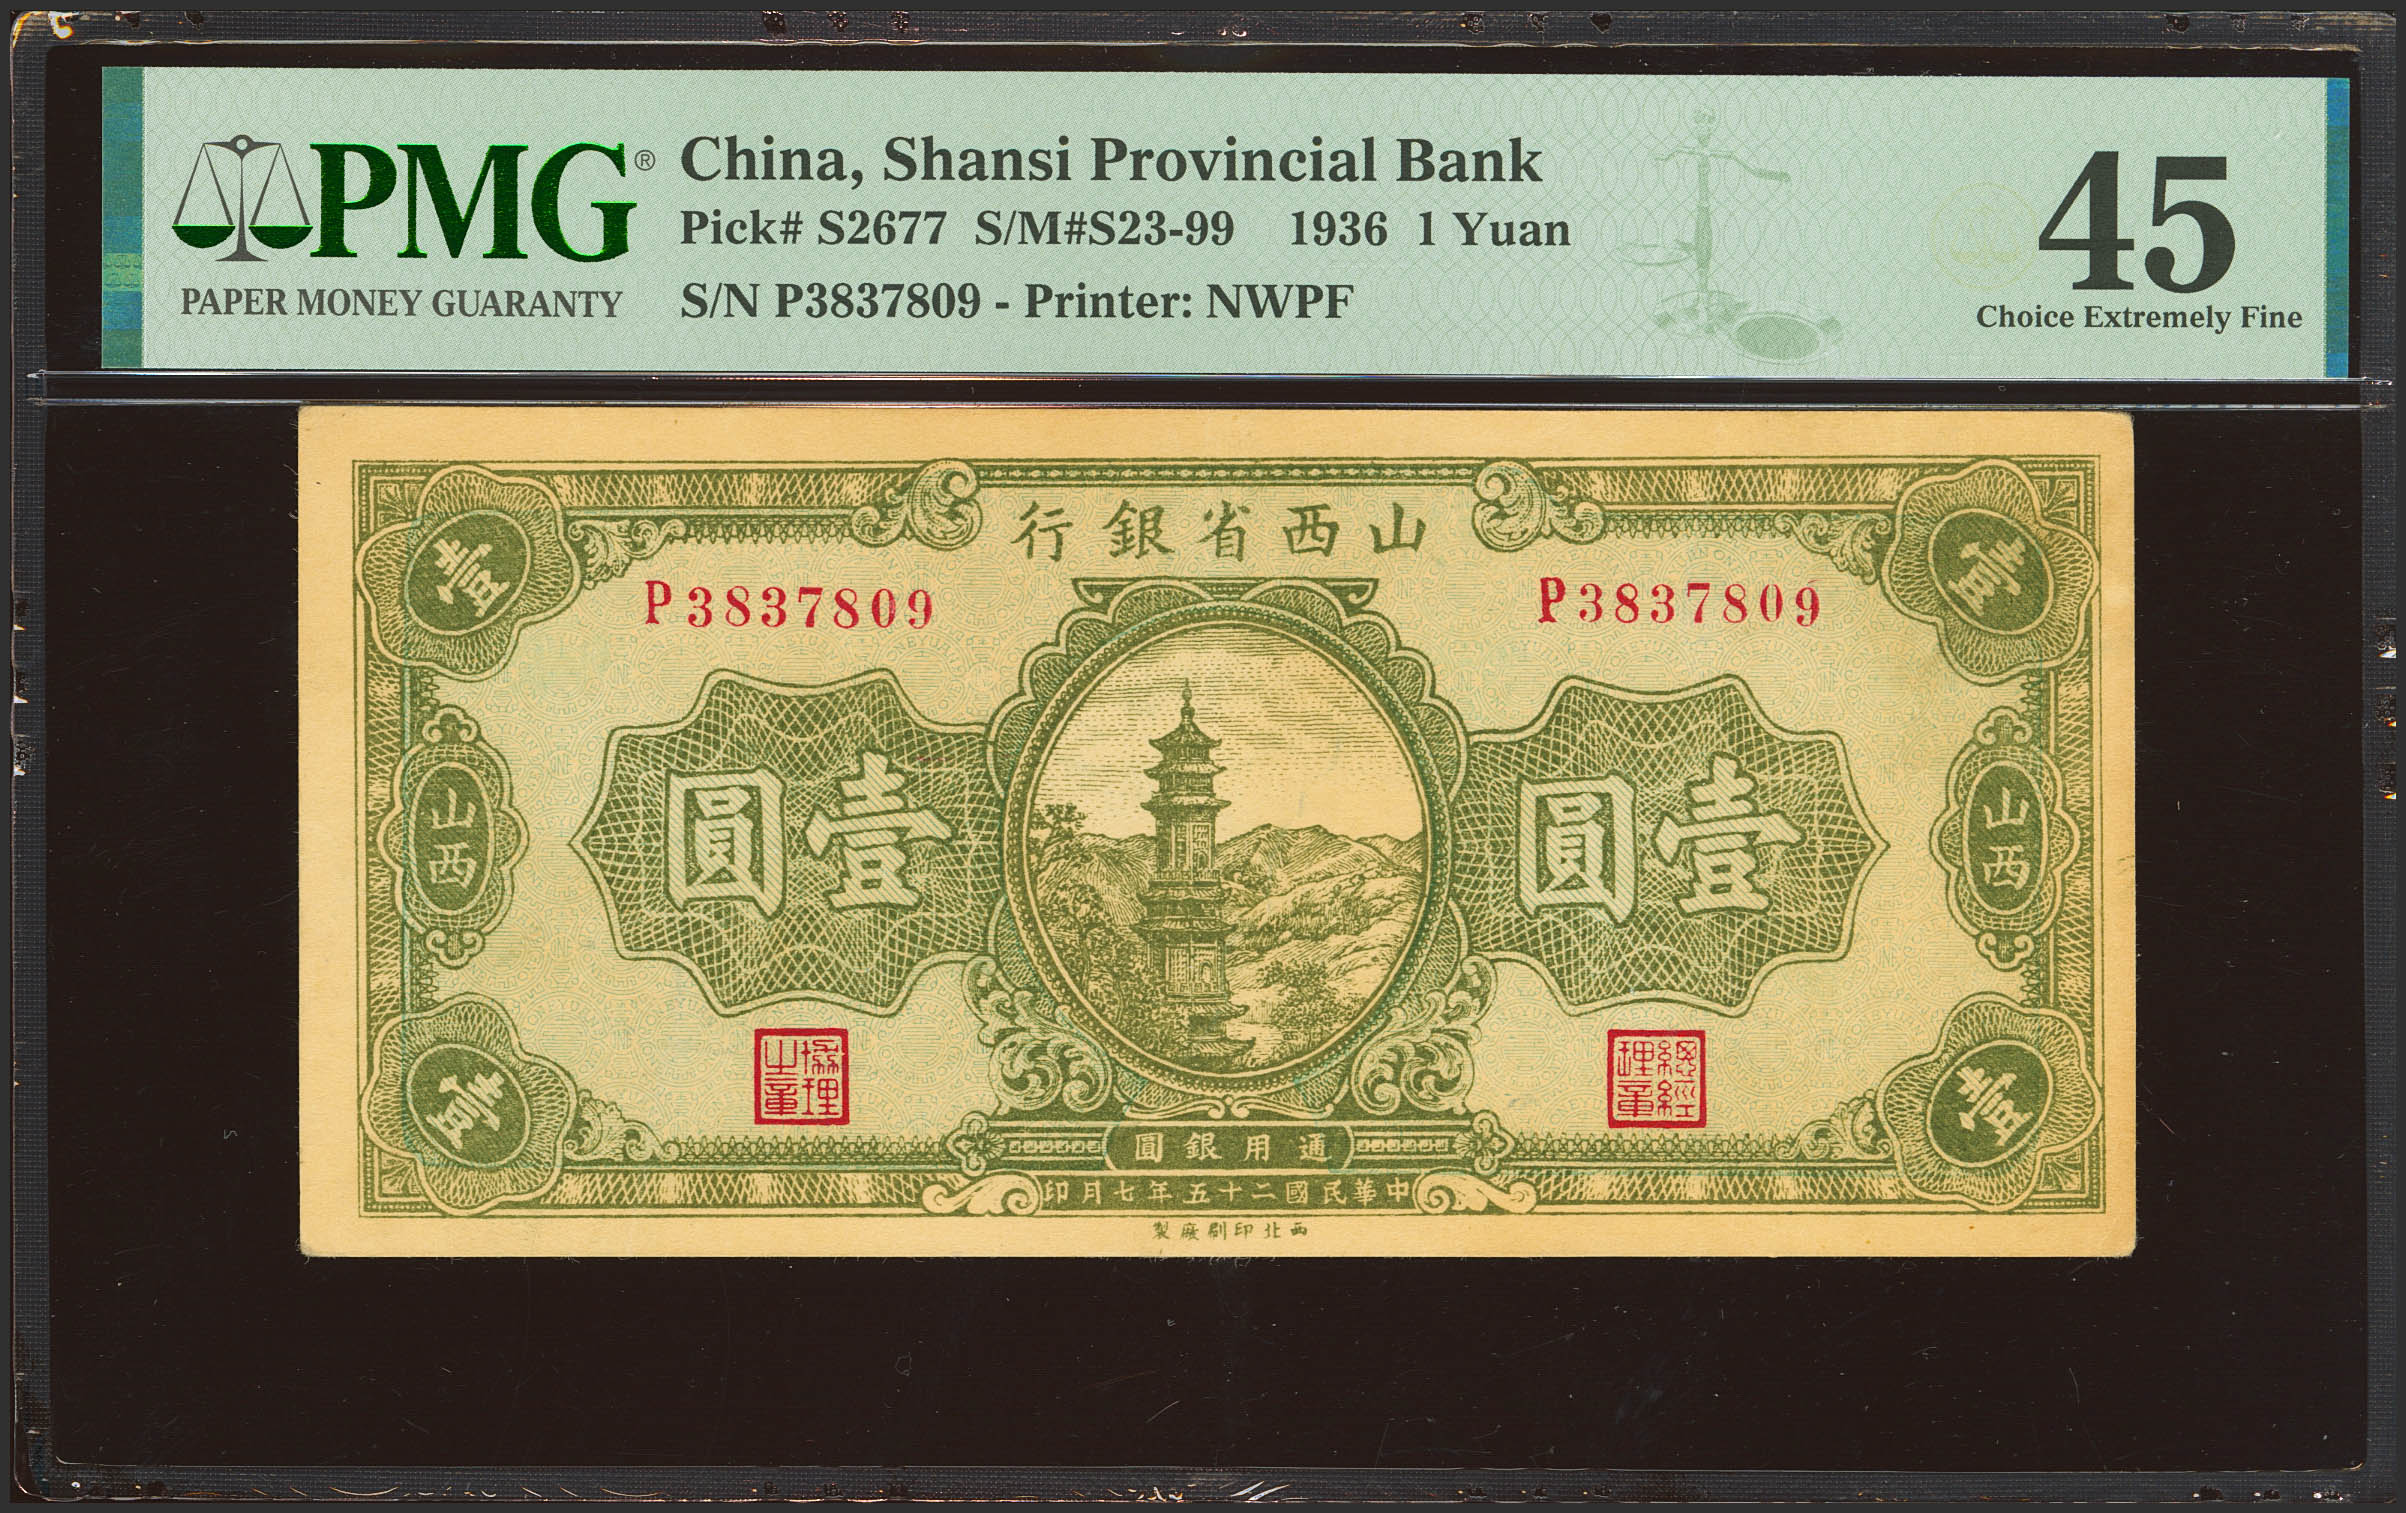 PMG®
PAPER MONEY GUARANTY
China, Shansi Provincial Bank
Pick# S2677 S/M#S23-99 1936 1 Yuan
S/N P3837809 - Printer: NWPF
45
Choice Extremely Fine
山西省銀行
P3837809
P3837809
壹
壹
壹圓
壹圓
山西
山西
總經理章
協理之章
壹
壹
通用銀圓
中華民國二十五年七月印
西北印刷廠製